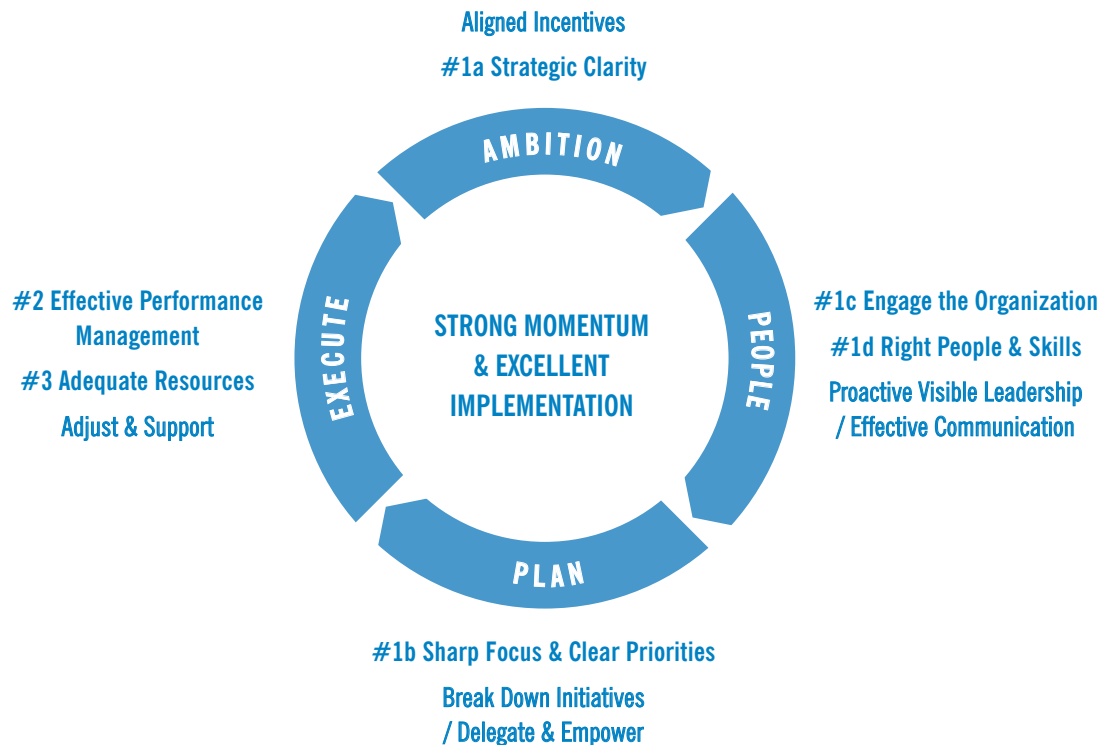 Aligned Incentives
#1a Strategic Clarity
AMBITION
#2 Effective Performance
Management
#3 Adequate Resources
Adjust & Support
EXECUTE
STRONG MOMENTUM
& EXCELLENT
IMPLEMENTATION
PEOPLE
#1c Engage the Organization
#1d Right People & Skills
Proactive Visible Leadership
/ Effective Communication
PLAN
#1b Sharp Focus & Clear Priorities
Break Down Initiatives
/ Delegate & Empower